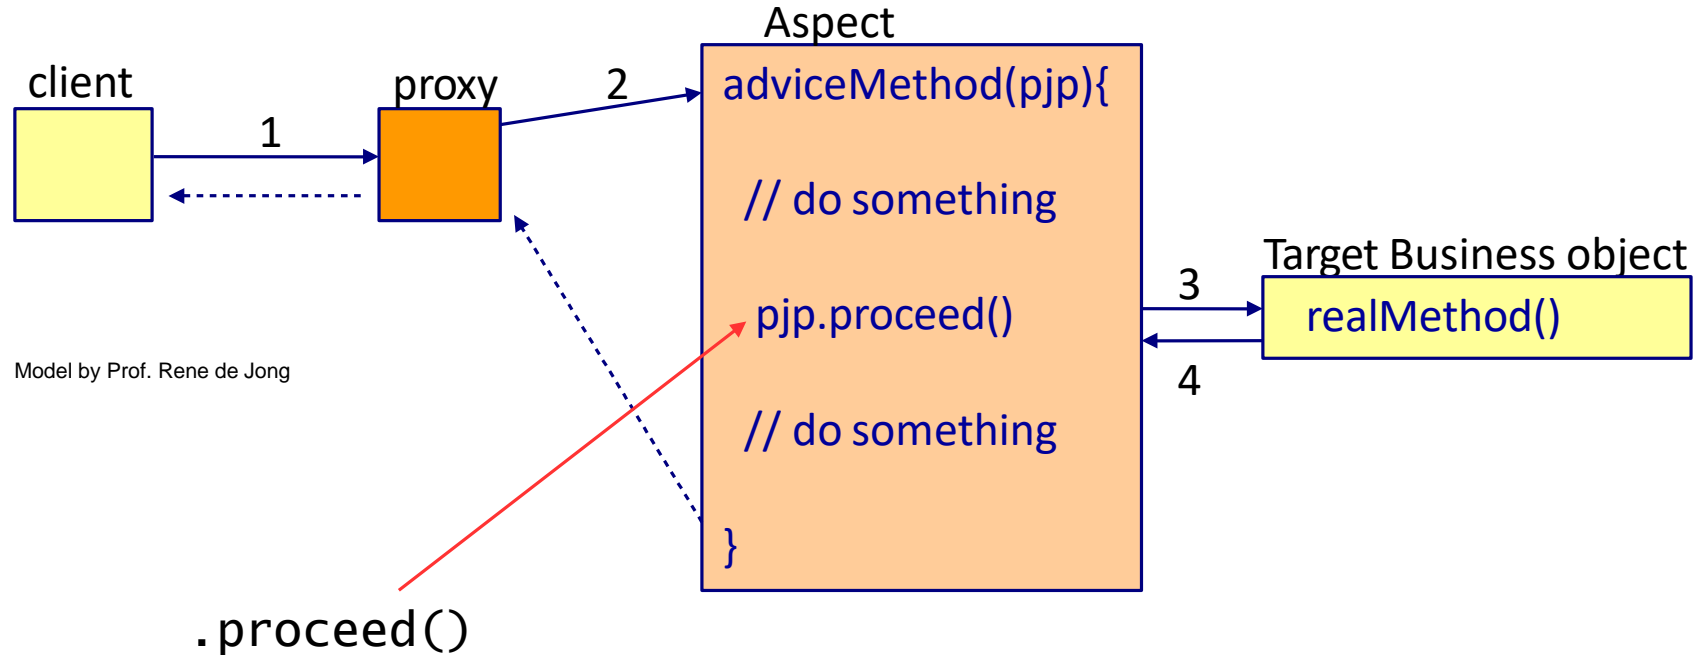 Aspect
client
proxy
1
2
adviceMethod(pjp){
// do something
pjp.proceed()
// do something
}
3
4
Target Business object
realMethod()
Model by Prof. Rene de Jong
.proceed()